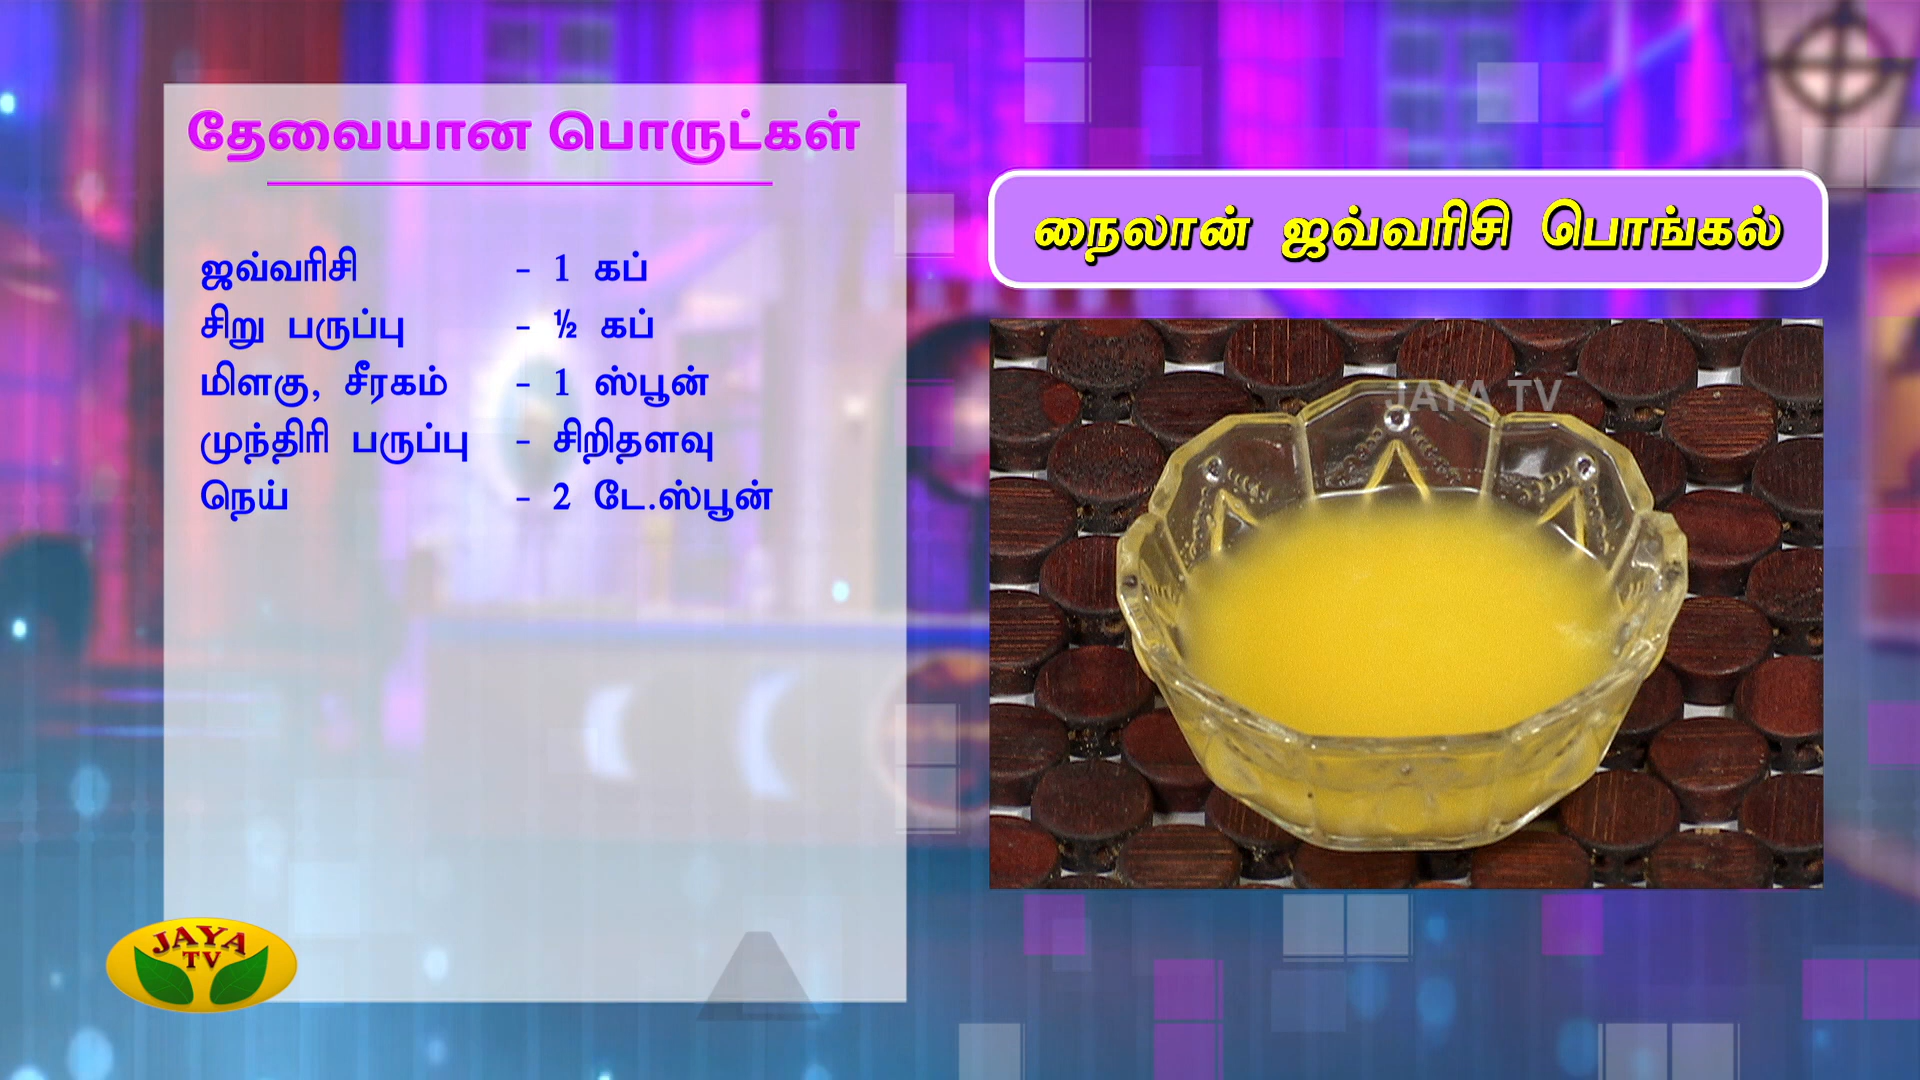 தேவையான பொருட்கள்
ஜவ்வரிசி - 1 கப்
சிறு பருப்பு - ½ கப்
மிளகு, சீரகம் - 1 ஸ்பூன்
முந்திரி பருப்பு - சிறிதளவு
நெய் - 2 டே.ஸ்பூன்
நைலான் ஜவ்வரிசி பொங்கல்
JAYA TV
JAYA
TV